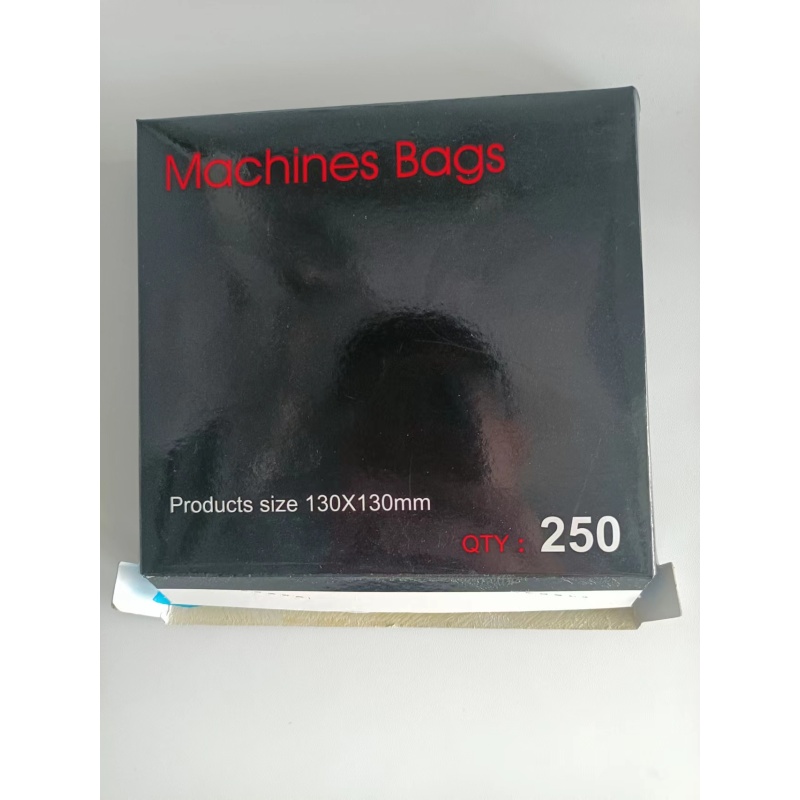 Machines Bags
Products size 130X130mm
QTY : 250